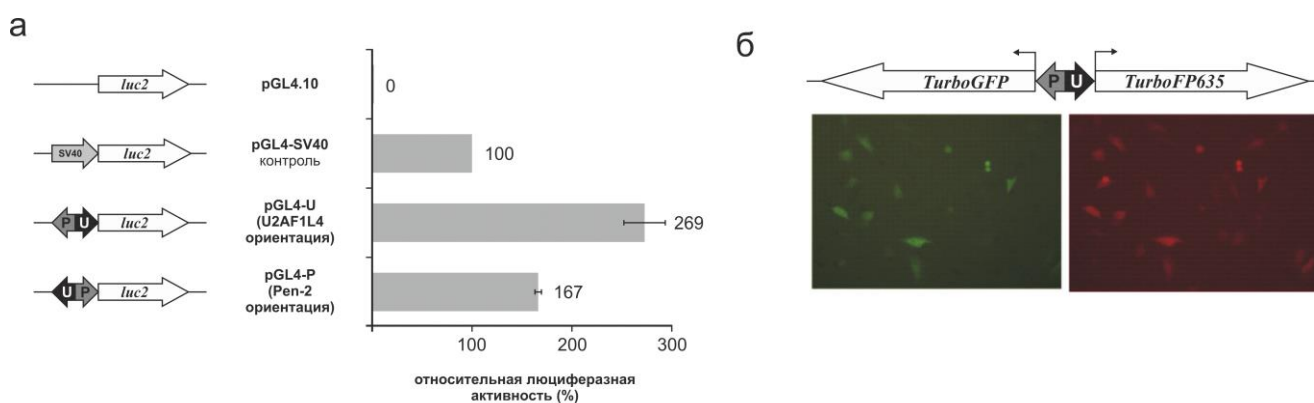 а
luc2
pGL4.10
0
SV40
luc2
pGL4-SV40
контроль
100
P U
luc2
pGL4-U
(U2AF1L4
ориентация)
269
U P
luc2
pGL4-P
(Pen-2
ориентация)
167
100
200
300
относительная люциферазная
активность (%)
б
TurboGFP
P U
TurboFP635